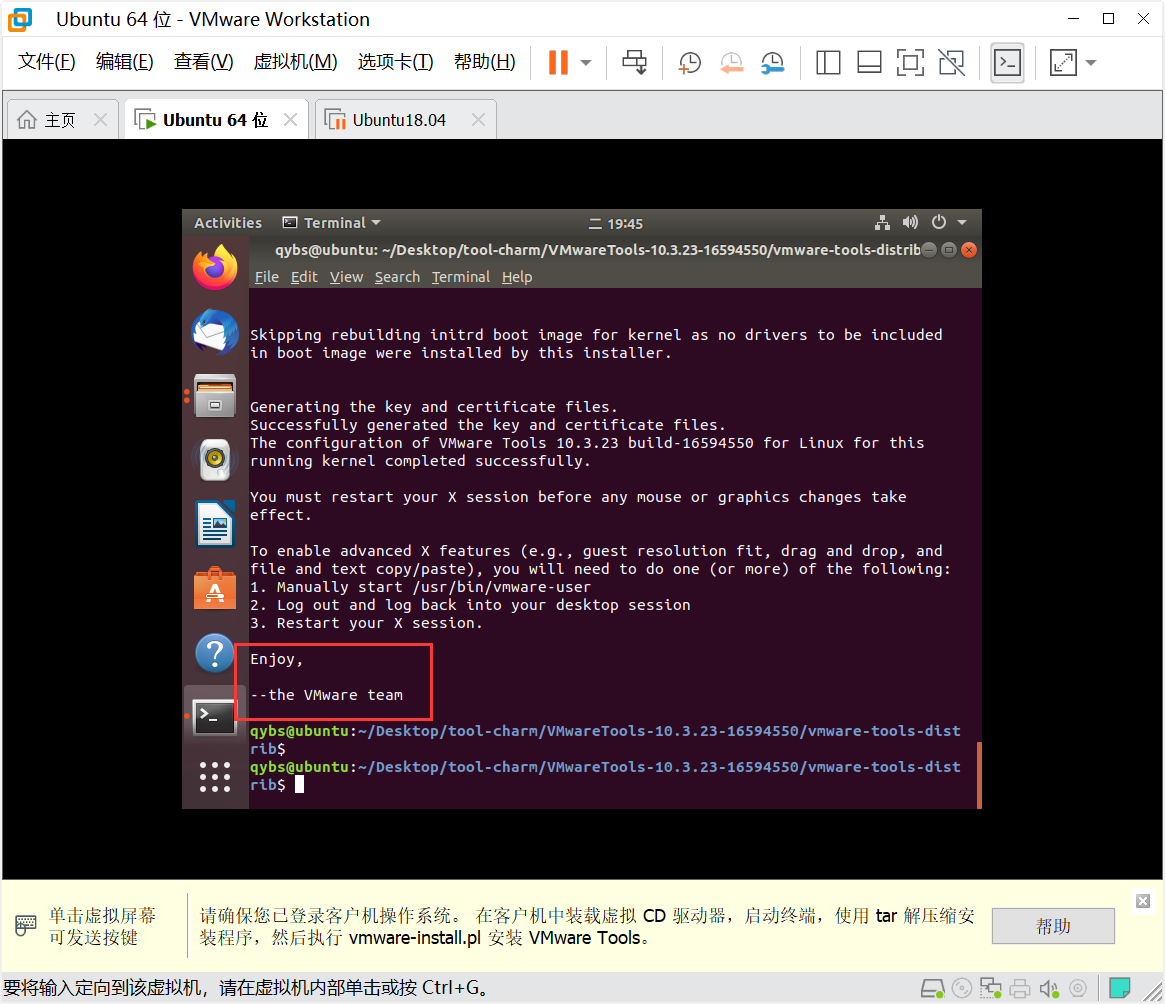 Ubuntu 64 位 - VMware Workstation
文件(F) 编辑(E) 查看(V) 虚拟机(M) 选项卡(T) 帮助(H)
主页 Ubuntu 64 位 Ubuntu18.04
Activities Terminal 二 19:45
qybs@ubuntu: ~/Desktop/tool-charm/VMwareTools-10.3.23-16594550/vmware-tools-distrib
File Edit View Search Terminal Help
Skipping rebuilding initrd boot image for kernel as no drivers to be included
in boot image were installed by this installer.
Generating the key and certificate files.
Successfully generated the key and certificate files.
The configuration of VMware Tools 10.3.23 build-16594550 for Linux for this
running kernel completed successfully.
You must restart your X session before any mouse or graphics changes take
effect.
To enable advanced X features (e.g., guest resolution fit, drag and drop, and
file and text copy/paste), you will need to do one (or more) of the following:
1. Manually start /usr/bin/vmware-user
2. Log out and log back into your desktop session
3. Restart your X session.
Enjoy,
--the VMware team
qybs@ubuntu:~/Desktop/tool-charm/VMwareTools-10.3.23-16594550/vmware-tools-dist
rib$
qybs@ubuntu:~/Desktop/tool-charm/VMwareTools-10.3.23-16594550/vmware-tools-dist
rib$
单击虚拟屏幕
可发送按键
请确保您已登录客户机操作系统。 在客户机中装载虚拟 CD 驱动器，启动终端，使用 tar 解压缩安
装程序，然后执行 vmware-install.pl 安装 VMware Tools。
帮助
要将输入定向到该虚拟机，请在虚拟机内部单击或按 Ctrl+G。